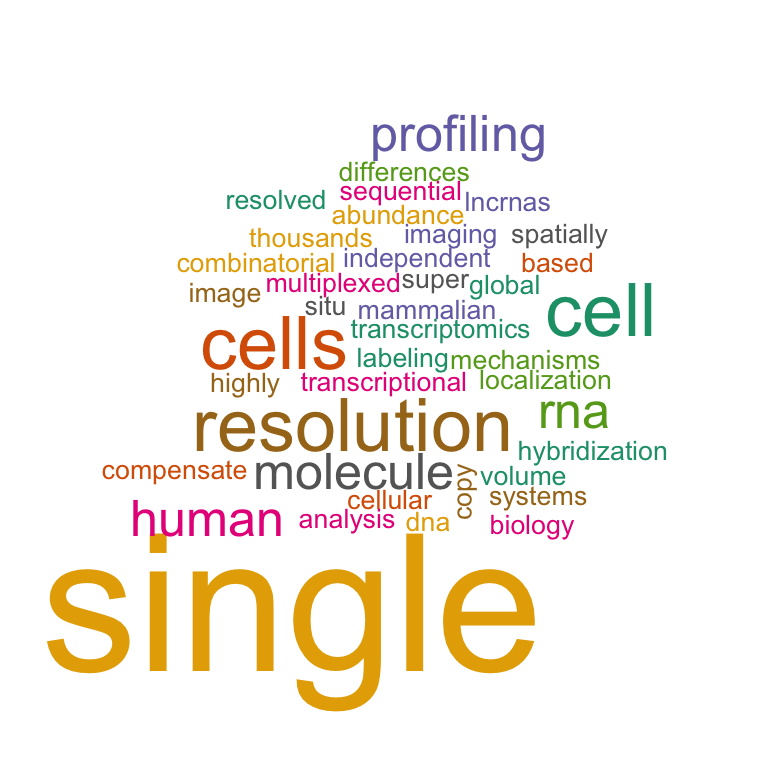 profiling
differences
sequential
resolved
lncrnas
abundance
thousands
imaging
spatially
combinatorial
independent
based
multiplexed
super
global
image
situ
mammalian
cell
cells
transcriptomics
labeling
mechanisms
highly
transcriptional
localization
resolution
rna
hybridization
compensate
molecule
copy
volume
cellular
systems
human
analysis
dna
biology
single